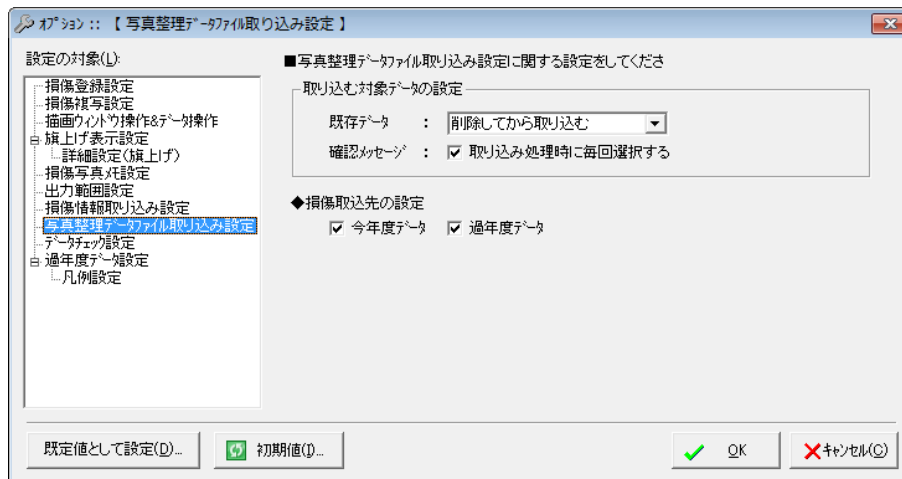 ｵﾌﾟｼｮﾝ :: 【 写真整理ﾃﾞｰﾀﾌｧｲﾙ取り込み設定 】
設定の対象(L):
損傷登録設定
損傷複写設定
描画ｳｨﾝﾄﾞｳ操作&ﾃﾞｰﾀ操作
旗上げ表示設定
詳細設定(旗上げ)
損傷写真ﾒﾓ設定
出力範囲設定
損傷情報取り込み設定
写真整理ﾃﾞｰﾀﾌｧｲﾙ取り込み設定
ﾃﾞｰﾀﾁｪｯｸ設定
過年度ﾃﾞｰﾀ設定
凡例設定
■写真整理ﾃﾞｰﾀﾌｧｲﾙ取り込み設定に関する設定をしてくださ
取り込む対象ﾃﾞｰﾀの設定
既存ﾃﾞｰﾀ : 削除してから取り込む
確認ﾒｯｾｰｼﾞ : 取り込み処理時に毎回選択する
◆損傷取込先の設定
今年度ﾃﾞｰﾀ 過年度ﾃﾞｰﾀ
既定値として設定(D)... 初期値(I)... OK ｷｬﾝｾﾙ(C)